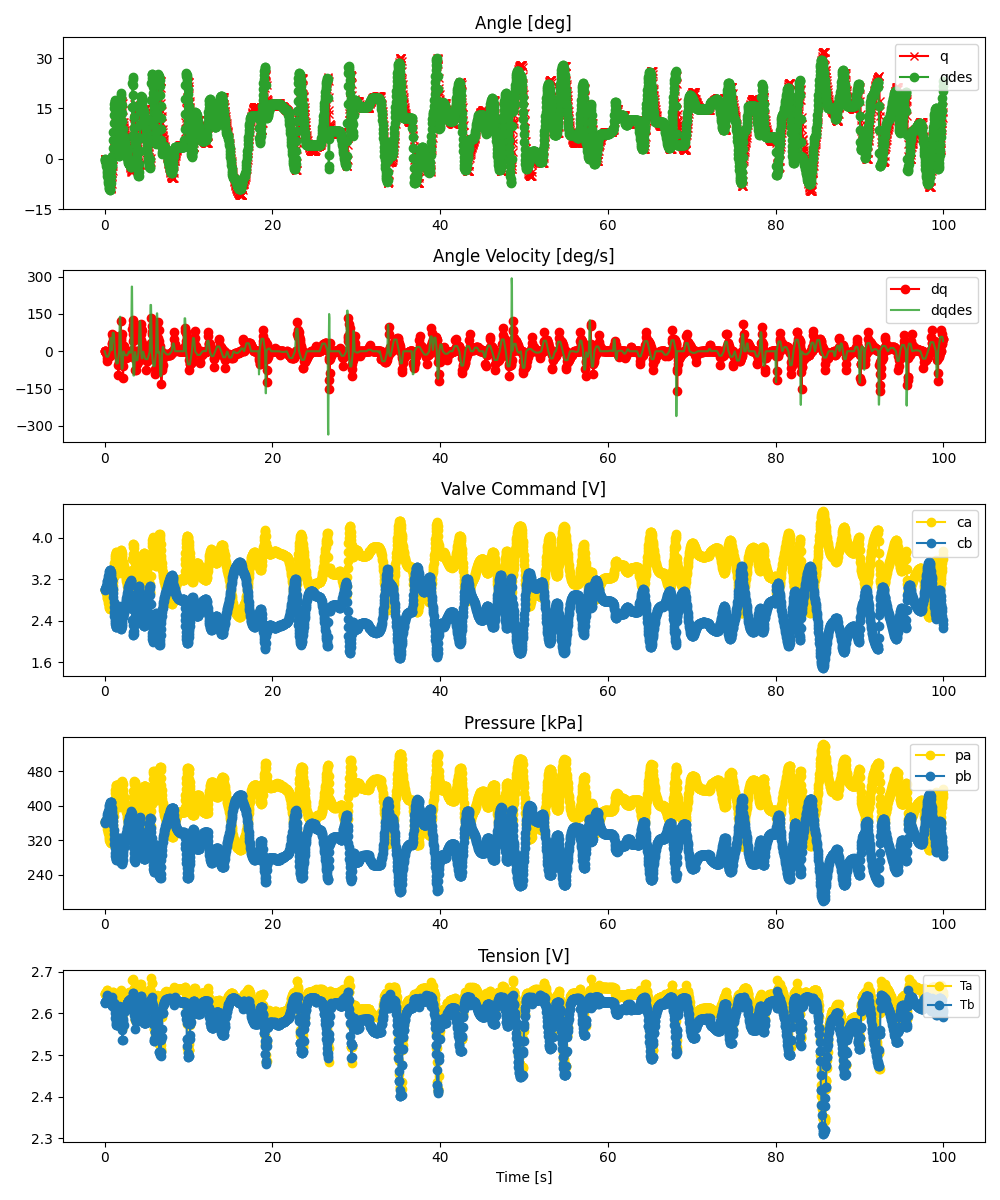 Angle [deg]
30
15
0
−15
q
qdes
0 20 40 60 80 100
Angle Velocity [deg/s]
300
150
0
−150
−300
dq
dqdes
0 20 40 60 80 100
Valve Command [V]
4.0
3.2
2.4
1.6
ca
cb
0 20 40 60 80 100
Pressure [kPa]
480
400
320
240
pa
pb
0 20 40 60 80 100
Tension [V]
2.7
2.6
2.5
2.4
2.3
Ta
Tb
0 20 40 60 80 100
Time [s]